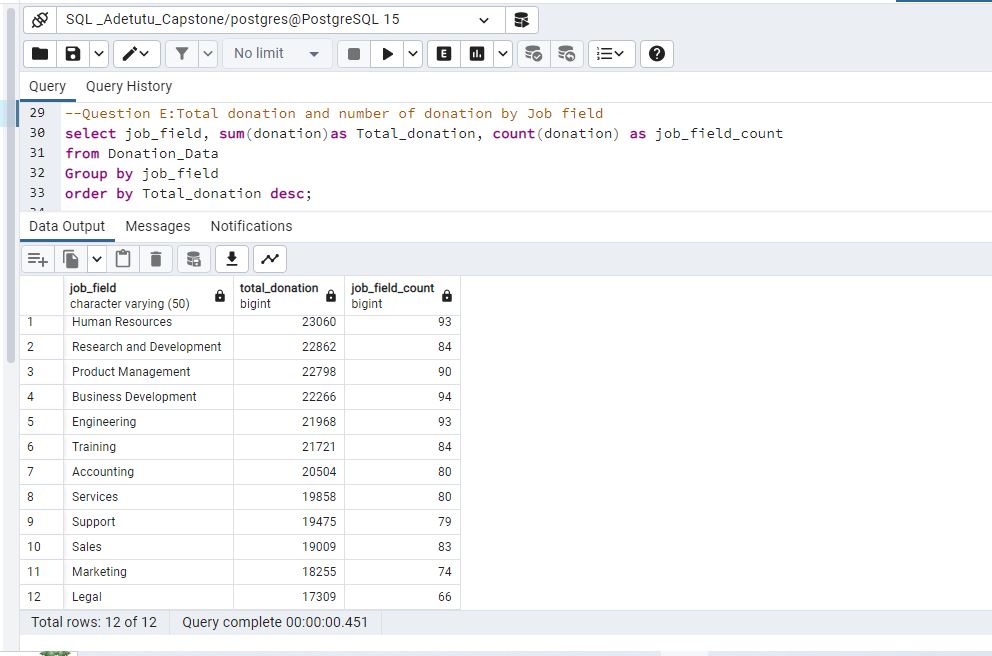 SQL _Adetutu_Capstone/postgres@PostgreSQL 15
No limit
E
Query Query History
29 --Question E:Total donation and number of donation by Job field
30 select job_field, sum(donation)as Total_donation, count(donation) as job_field_count
31 from Donation_Data
32 Group by job_field
33 order by Total_donation desc;
34
Data Output Messages Notifications
job_field total_donation job_field_count
character varying (50) bigint bigint
1 Human Resources 23060 93
2 Research and Development 22862 84
3 Product Management 22798 90
4 Business Development 22266 94
5 Engineering 21968 93
6 Training 21721 84
7 Accounting 20504 80
8 Services 19858 80
9 Support 19475 79
10 Sales 19009 83
11 Marketing 18255 74
12 Legal 17309 66
Total rows: 12 of 12 Query complete 00:00:00.451